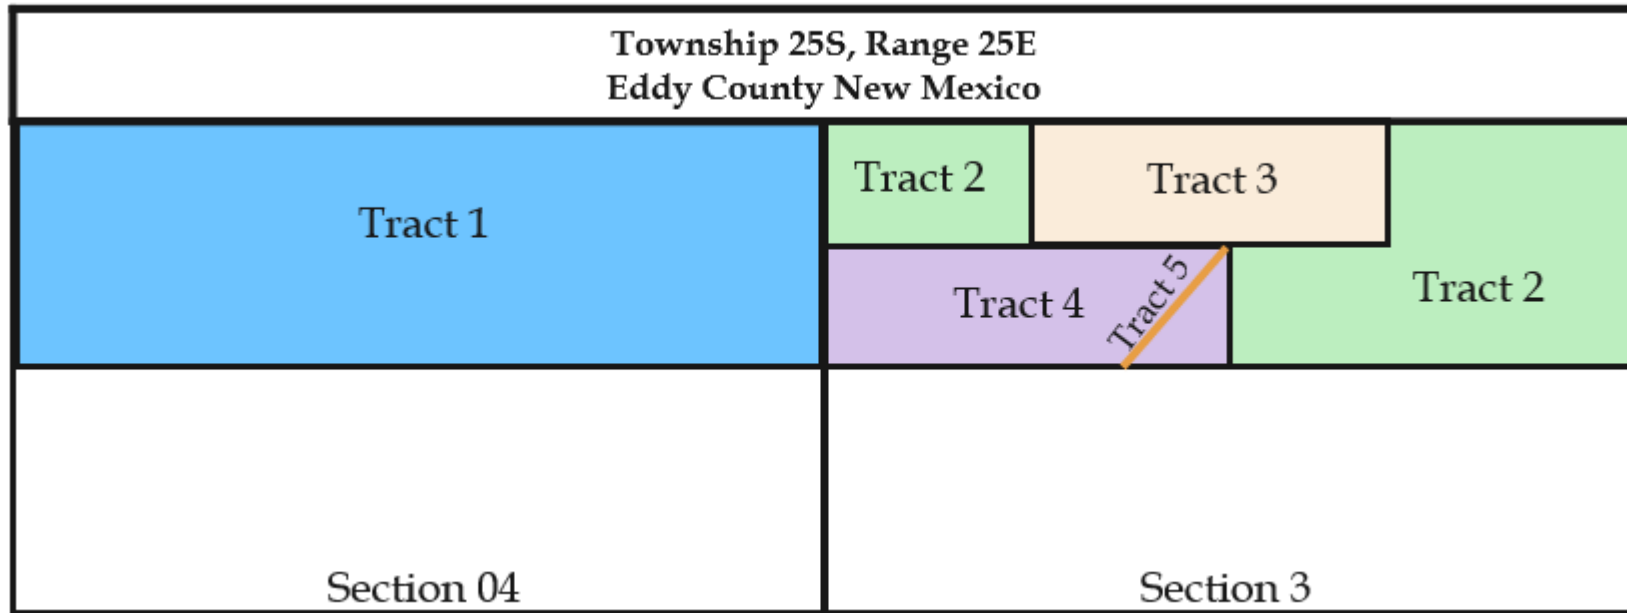 Township 25S, Range 25E
Eddy County New Mexico
Tract 1
Tract 2
Tract 3
Tract 4
Tract 5
Tract 2
Section 04
Section 3